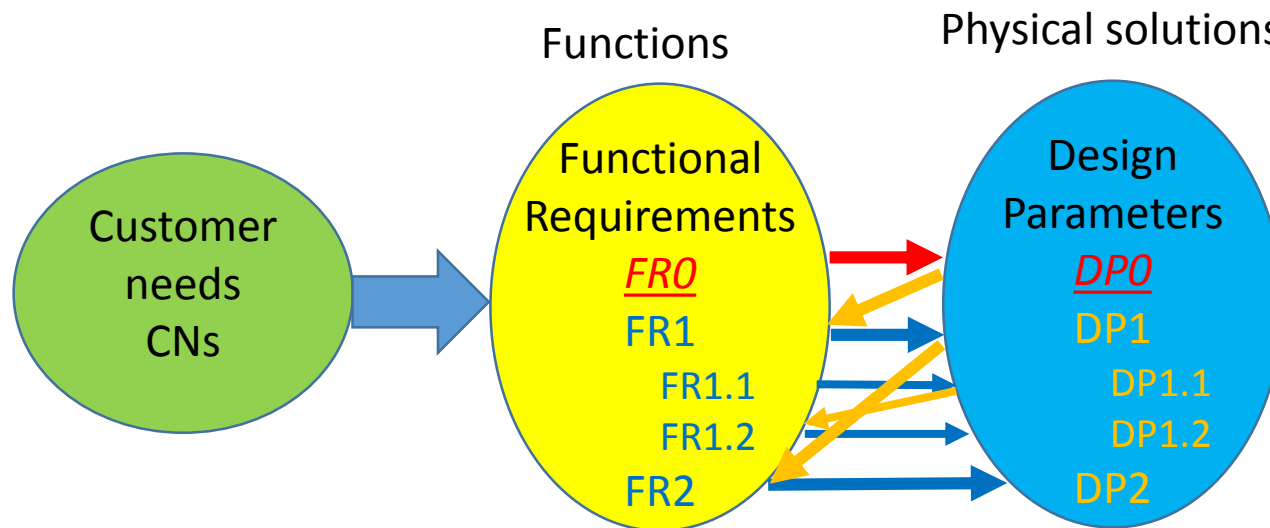 Functions
Physical solutions
Customer
needs
CNs
Functional
Requirements
FR0
FR1
FR1.1
FR1.2
FR2
Design
Parameters
DP0
DP1
DP1.1
DP1.2
DP2